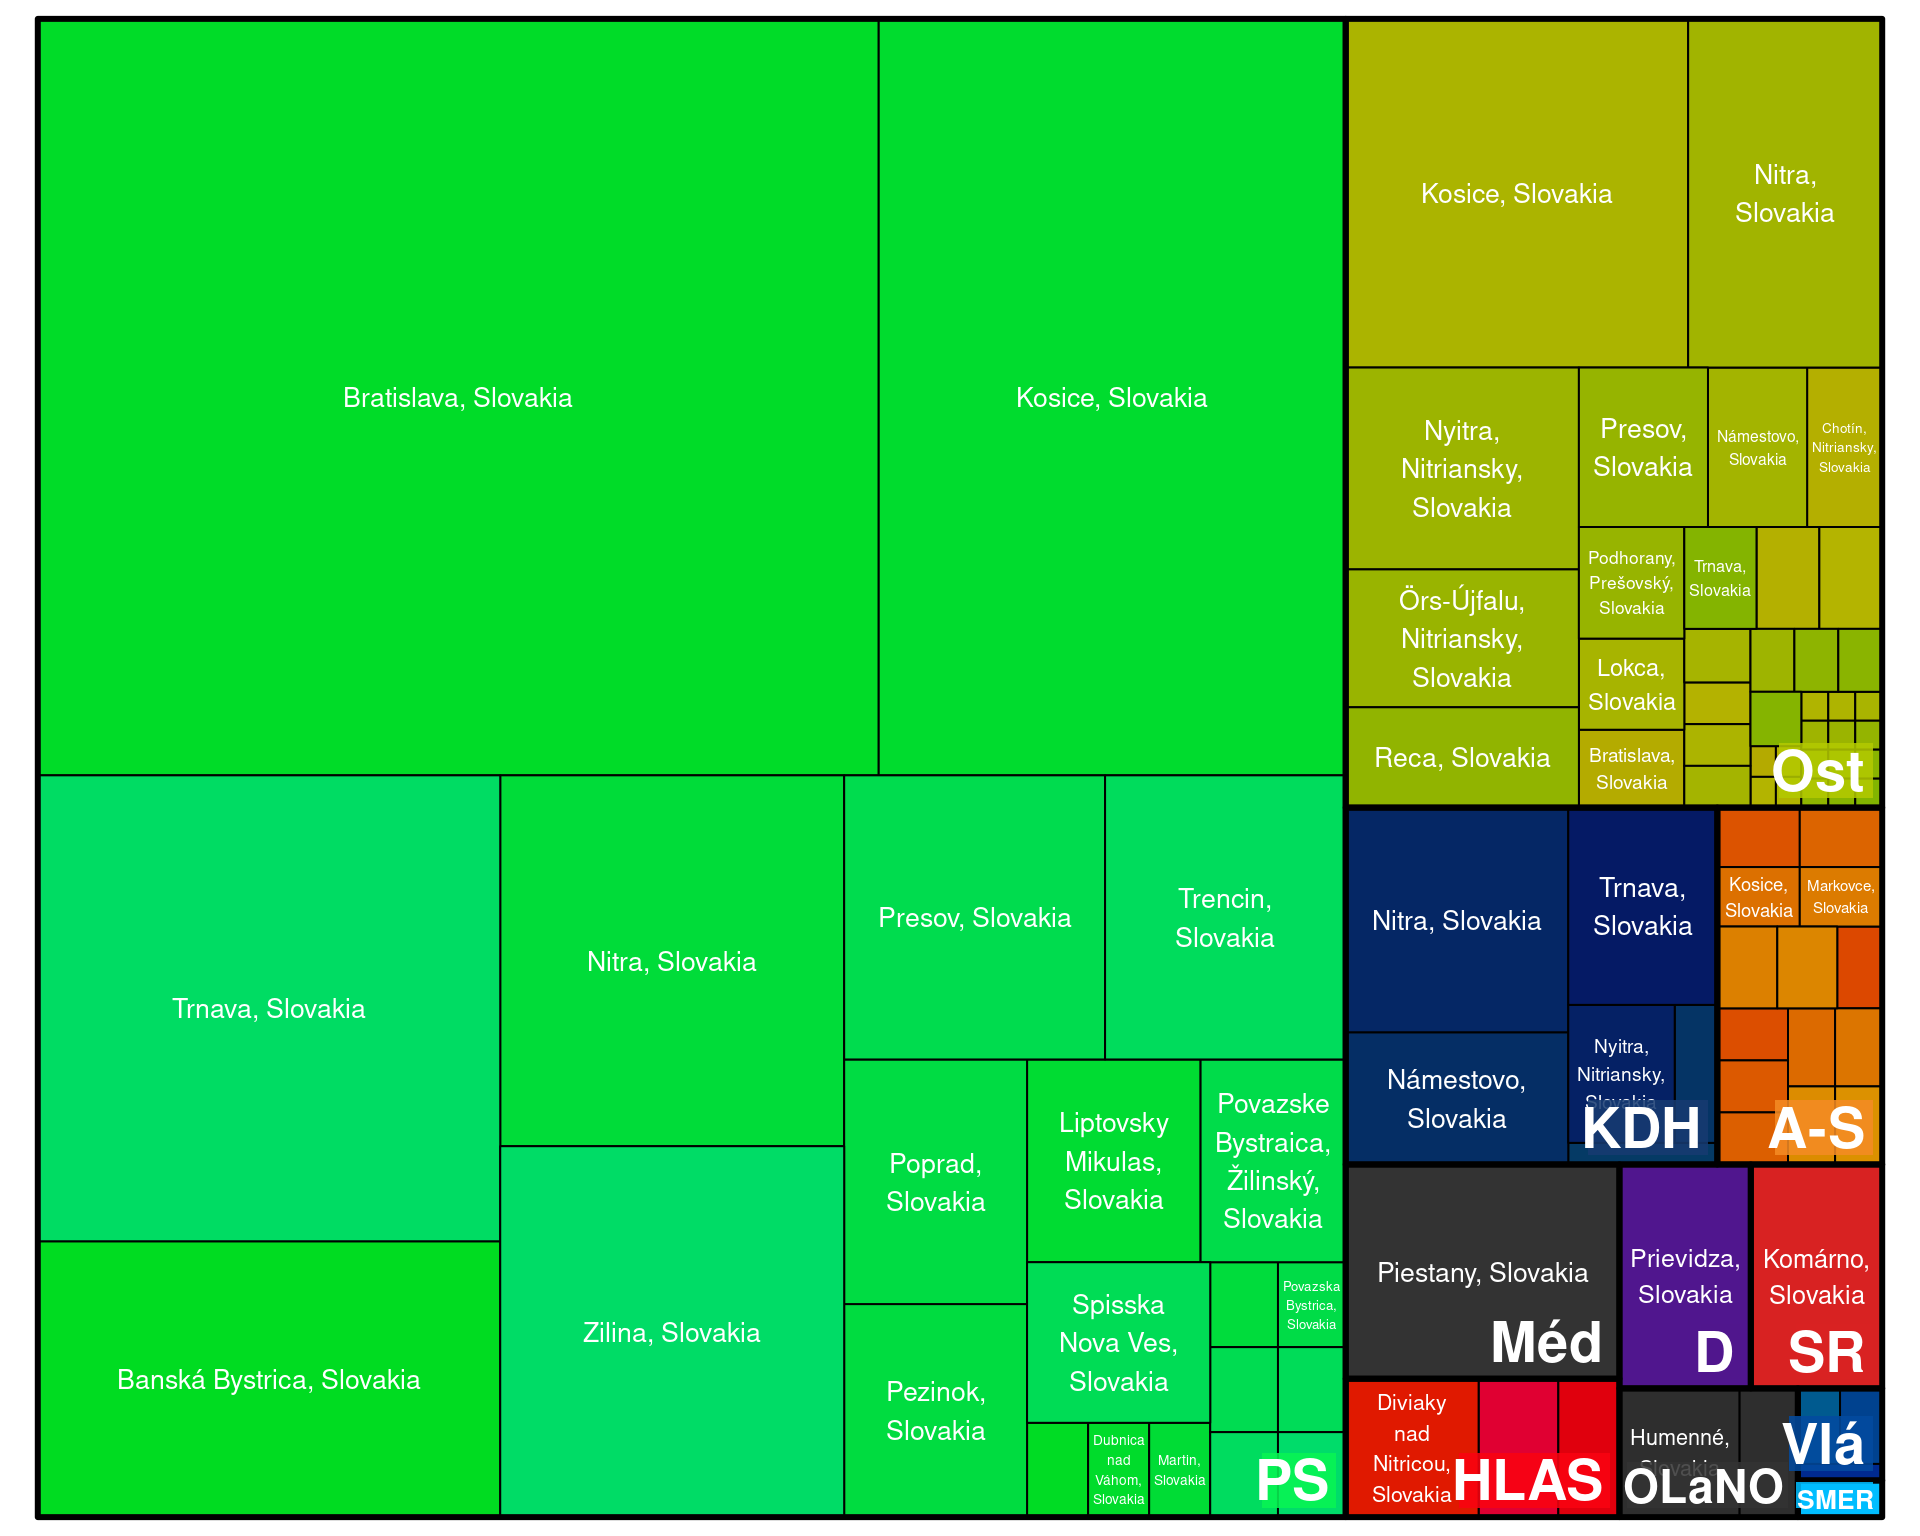 Bratislava, Slovakia
Kosice, Slovakia
Trnava, Slovakia
Banská Bystrica, Slovakia
Nitra, Slovakia
Zilina, Slovakia
Presov, Slovakia
Trencin,
Slovakia
Poprad,
Slovakia
Pezinok,
Slovakia
Liptovsky
Mikulas,
Slovakia
Povazske
Bystraica,
Žilinský,
Slovakia
Spisska
Nova Ves,
Slovakia
Povazska
Bystrica,
Slovakia
Dubnica
nad
Váhom,
Slovakia
Martin,
Slovakia
PS
Kosice, Slovakia
Nitra,
Slovakia
Nyitra,
Nitriansky,
Slovakia
Örs-Újfalu,
Nitriansky,
Slovakia
Reca, Slovakia
Presov,
Slovakia
Námestovo,
Slovakia
Chotín,
Nitriansky,
Slovakia
Podhorany,
Prešovský,
Slovakia
Trnava,
Slovakia
Lokca,
Slovakia
Bratislava,
Slovakia
Ost
Nitra, Slovakia
Námestovo,
Slovakia
Trnava,
Slovakia
Nyitra,
Nitriansky,
Slovakia
KDH
Kosice,
Slovakia
Markovce,
Slovakia
A-S
Piestany, Slovakia
Méd
Prievidza,
Slovakia
D
Komárno,
Slovakia
SR
Diviaky
nad
Nitricou,
Slovakia
HLAS
Humenné,
Slovakia
OLaNO
Vlá
SMER